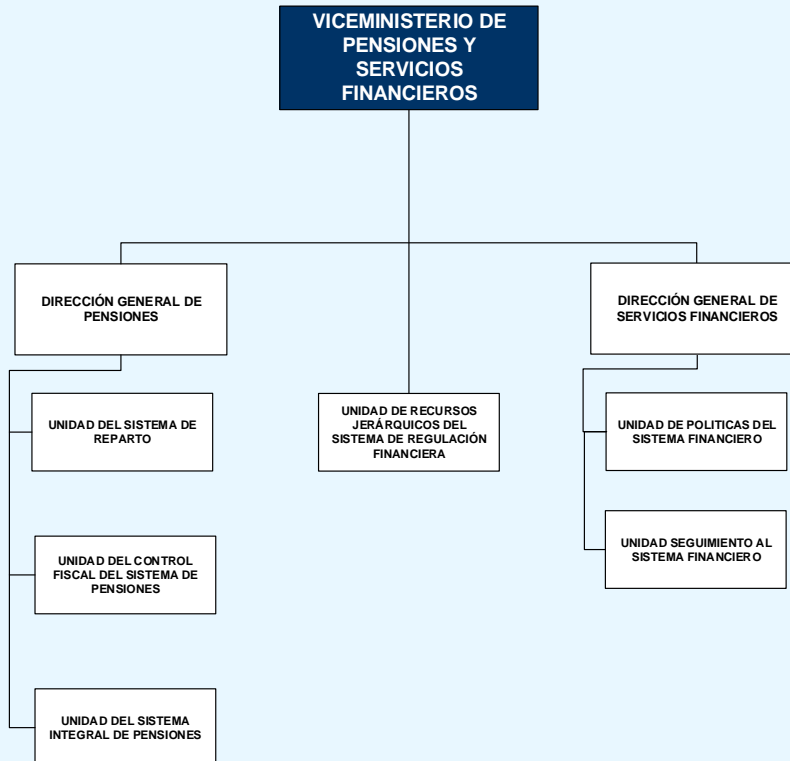 VICEMINISTERIO DE
PENSIONES Y
SERVICIOS
FINANCIEROS
DIRECCIÓN GENERAL DE
PENSIONES
DIRECCIÓN GENERAL DE
SERVICIOS FINANCIEROS
UNIDAD DEL SISTEMA DE
REPARTO
UNIDAD DE RECURSOS
JERÁRQUICOS DEL
SISTEMA DE REGULACIÓN
FINANCIERA
UNIDAD DE POLITICAS DEL
SISTEMA FINANCIERO
UNIDAD DEL CONTROL
FISCAL DEL SISTEMA DE
PENSIONES
UNIDAD SEGUIMIENTO AL
SISTEMA FINANCIERO
UNIDAD DEL SISTEMA
INTEGRAL DE PENSIONES